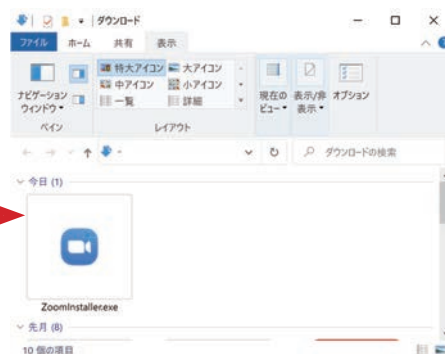 ダウンロード
ファイル ホーム 共有 表示
特大アイコン 大アイコン
中アイコン 小アイコン
一覧 詳細
ナビゲーション
ウィンドウ
現在の
ビュー
表示/非
表示
オプション
ペイン レイアウト
ダウンロードの検索
今日 (1)
ZoomInstaller.exe
先月 (8)
10 個の項目